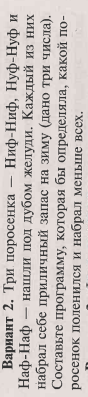 Вариант 2. Три поросенка — Ниф-Ниф, Нуф-Нуф и
Наф-Наф — нашли под дубом желуди. Каждый из них
набрал себе приличный запас на зиму (дано три числа).
Составьте программу, которая бы определяла, какой по-
росенок поленился и набрал меньше всех.